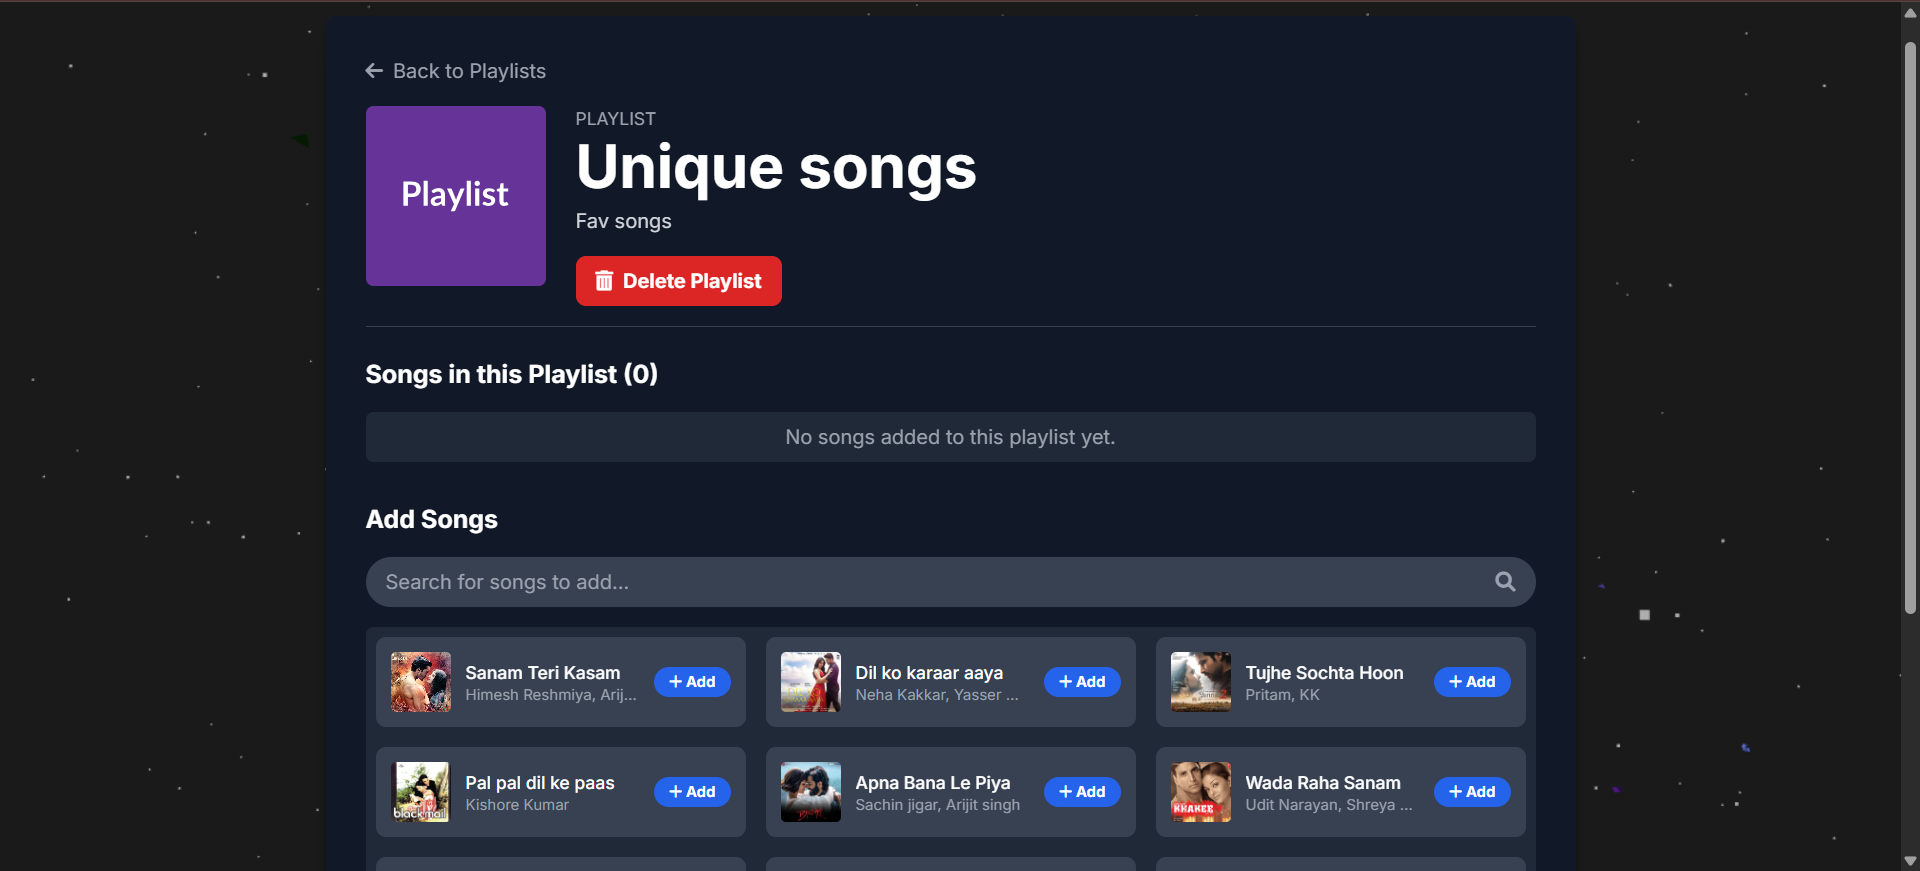 Back to Playlists
Playlist
PLAYLIST
Unique songs
Fav songs
Delete Playlist
Songs in this Playlist (0)
No songs added to this playlist yet.
Add Songs
Search for songs to add...
Sanam Teri Kasam
Himesh Reshmiya, Arij...
+ Add
Dil ko karaar aaya
Neha Kakkar, Yasser ...
+ Add
Tujhe Sochta Hoon
Pritam, KK
+ Add
Pal pal dil ke paas
Kishore Kumar
+ Add
blackmail
Apna Bana Le Piya
Sachin jigar, Arijit singh
+ Add
Wada Raha Sanam
Udit Narayan, Shreya ...
+ Add
KHAKEE